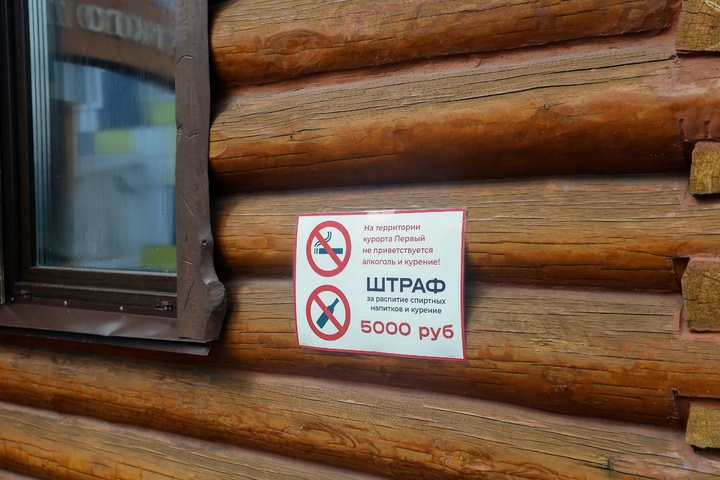 На территории
курорта Первый
не приветствуется
алкоголь и курение!
ШТРАФ
за распитие спиртных
напитков и курение
5000 руб